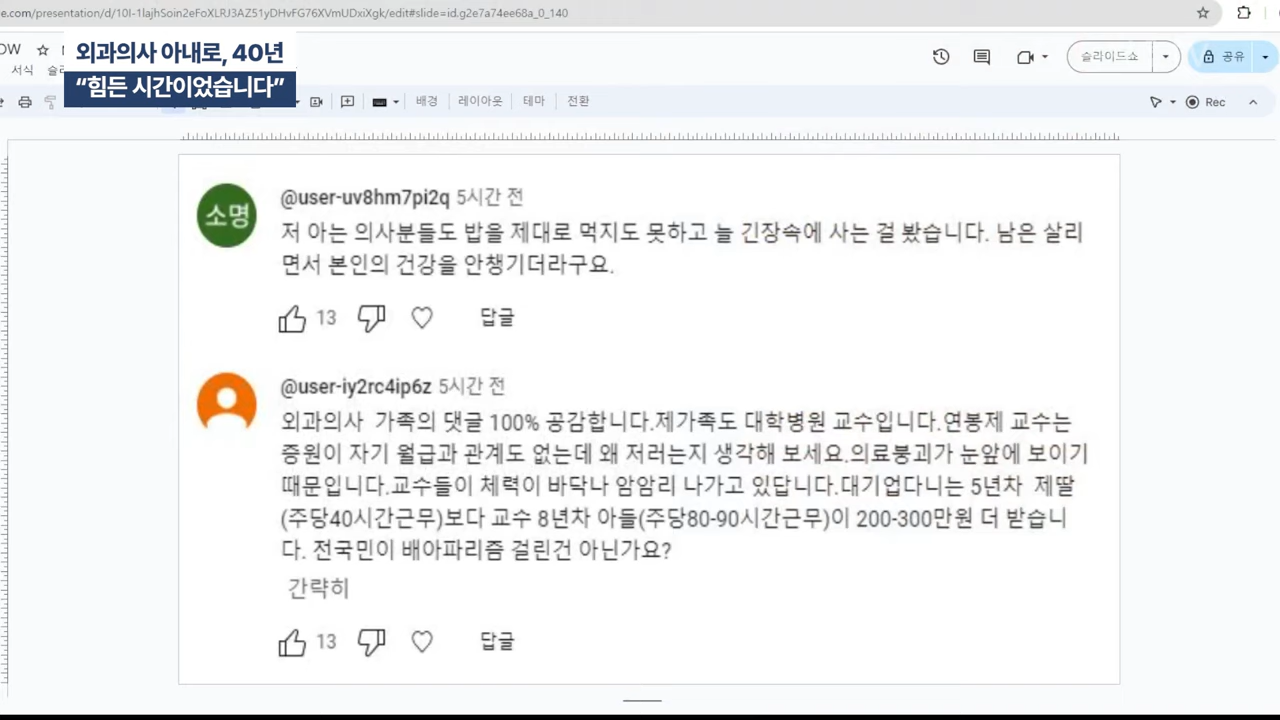 ce.com/presentation/d/10I-1lajhSoin2eFoXLRJ3AZ51yDHvFG76XVmUDxiXgk/edit#slide=id.g2e7a74ee68a_0_140
외과의사 아내로, 40년
“힘든 시간이었습니다”
OW
서식
슬라이드쇼
공유
배경
레이아웃
테마
전환
Rec
소명
@user-uv8hm7pi2q 5시간 전
저 아는 의사분들도 밥을 제대로 먹지도 못하고 늘 긴장속에 사는 걸 봤습니다. 남은 살리
면서 본인의 건강을 안챙기더라구요.
13
답글
@user-iy2rc4ip6z 5시간 전
외과의사 가족의 댓글 100% 공감합니다.제가족도 대학병원 교수입니다.연봉제 교수는
증원이 자기 월급과 관계도 없는데 왜 저러는지 생각해 보세요.의료붕괴가 눈앞에 보이기
때문입니다.교수들이 체력이 바닥나 암암리 나가고 있답니다.대기업다니는 5년차 제딸
(주당40시간근무)보다 교수 8년차 아들(주당80-90시간근무)이 200-300만원 더 받습니
다. 전국민이 배아파리즘 걸린건 아닌가요?
간략히
13
답글